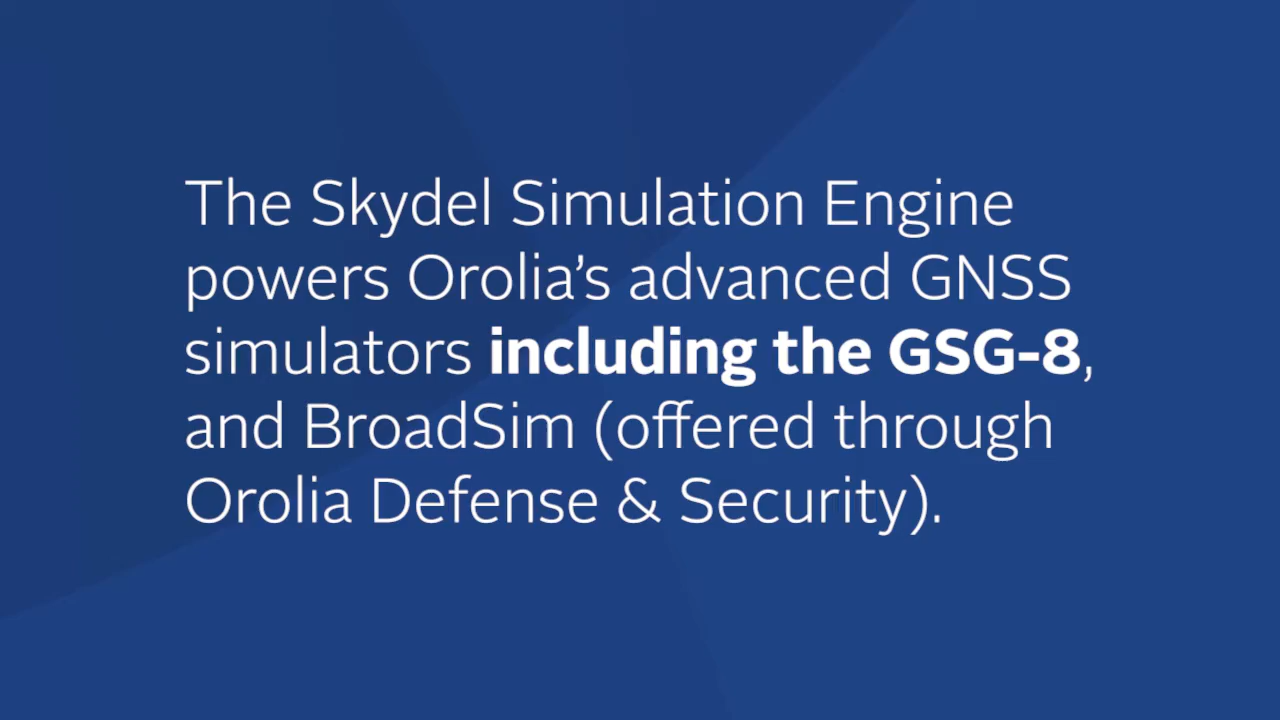 The Skydel Simulation Engine
powers Orolia’s advanced GNSS
simulators including the GSG-8,
and BroadSim (offered through
Orolia Defense & Security).